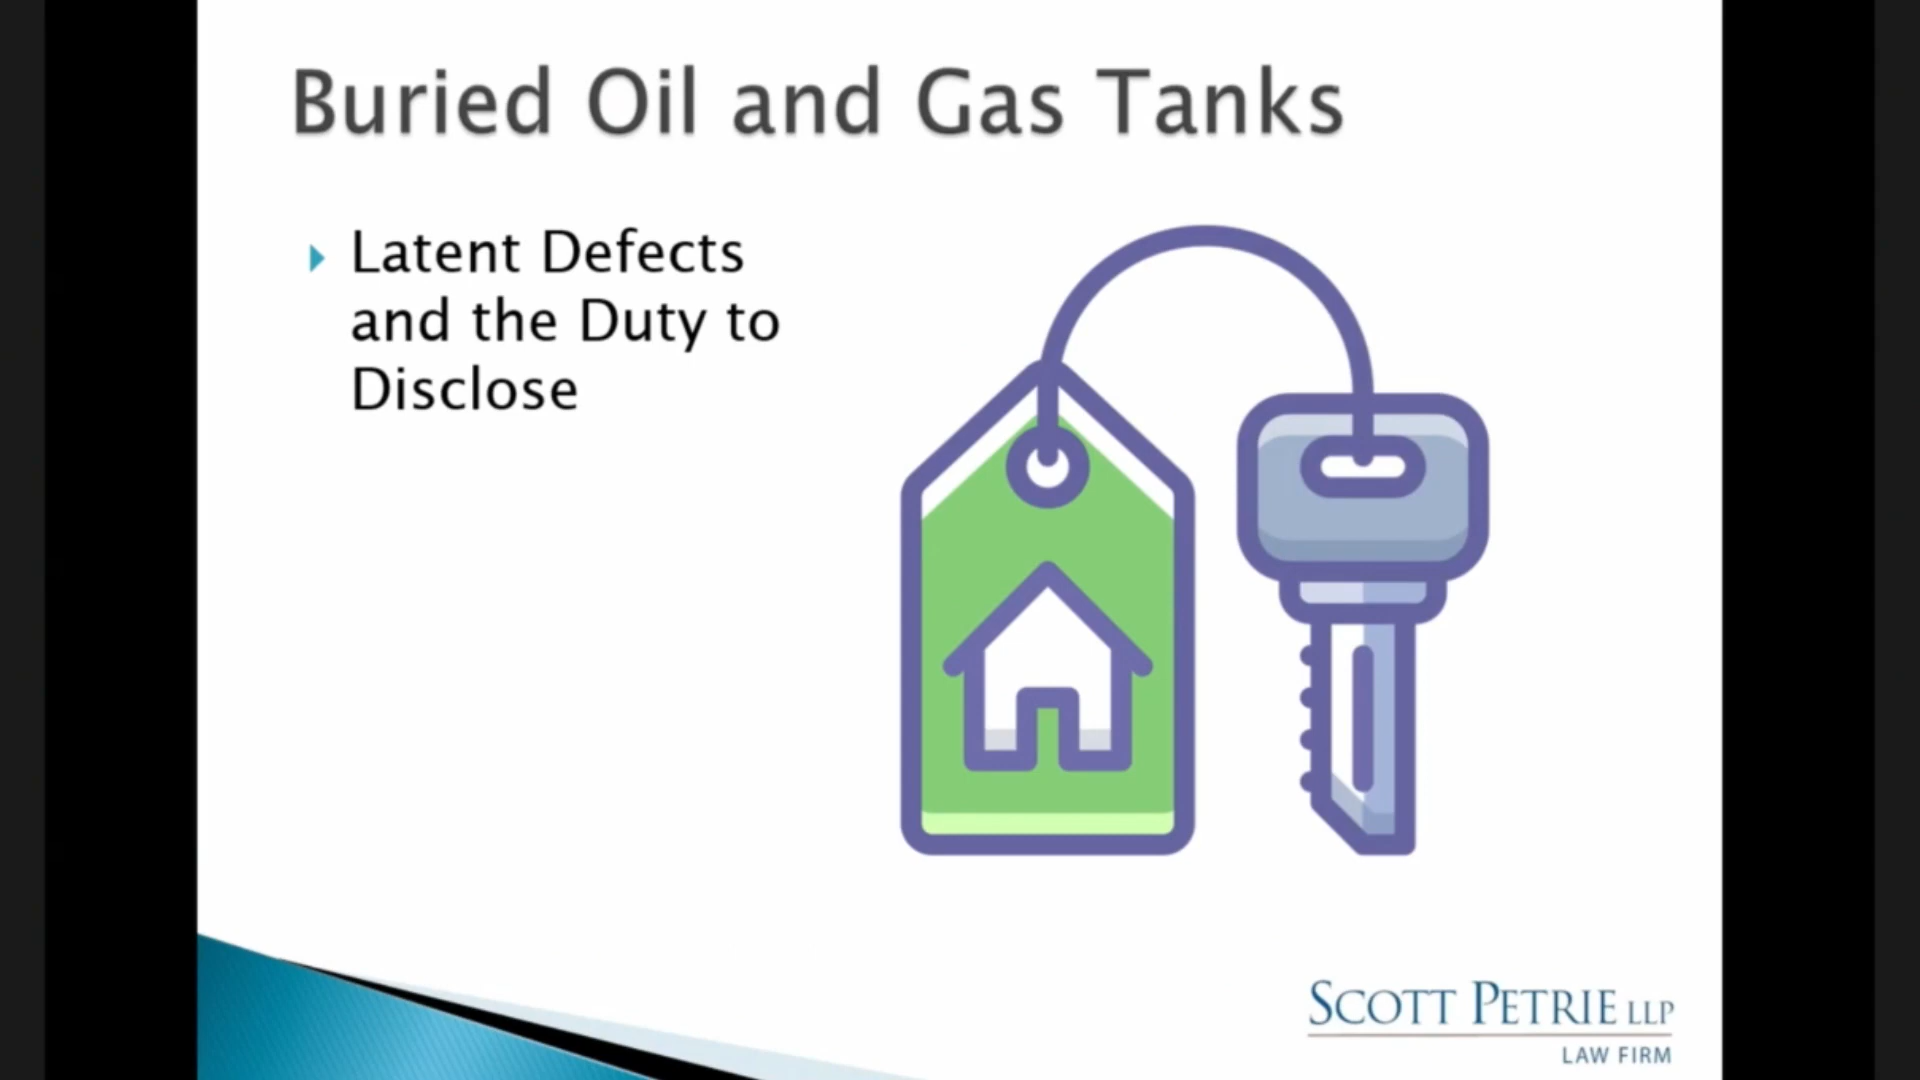 Buried Oil and Gas Tanks
Latent Defects
and the Duty to
Disclose
SCOTT PETRIE LLP
LAW FIRM